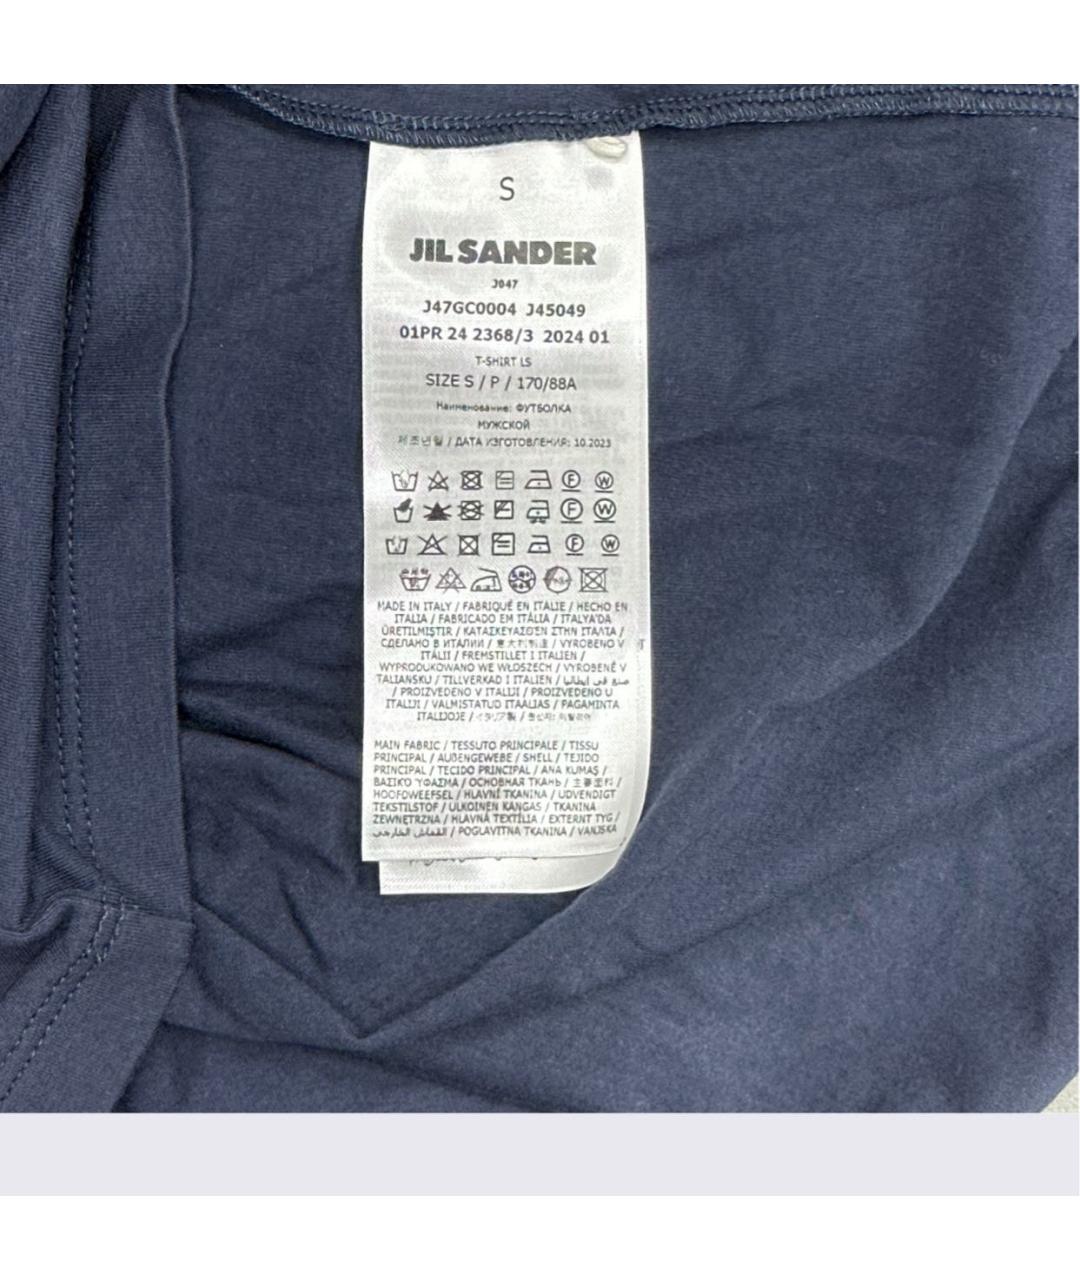 S
JIL SANDER
J047
J47GC0004 J45049
01PR 24 2368/3 2024 01
T-SHIRT LS
SIZE S / P / 170/88A
Наименование: ФУТБОЛКА
МУЖСКОЙ
제조년월 / ДАТА ИЗГОТОВЛЕНИЯ: 10.2023
MADE IN ITALY / FABRIQUÉ EN ITALIE / HECHO EN
ITALIA / FABRICADO EM ITÁLIA / ITALYA'DA
ÜRETILMIŞTIR / ΚΑΤΑΣΚΕΥΑΣΘΕΝ ΣΤΗΝ ΙΤΑΛΙΑ /
СДЕЛАНО В ИТАЛИИ / 意大利制造 / VYROBENO V
ITÁLII / FREMSTILLET I ITALIEN /
WYPRODUKOWANO WE WŁOSZECH / VYROBENÉ V
TALIANSKU / TILLVERKAD I ITALIEN / صنع في إيطاليا
/ PROIZVEDENO V ITALIJI / PROIZVEDENO U
ITALIJI / VALMISTATUD ITAALIAS / PAGAMINTA
ITALIJOJE / イタリア製 / 원산지: 이탈리아
MAIN FABRIC / TESSUTO PRINCIPALE / TISSU
PRINCIPAL / AUßENGEWEBE / SHELL / TEJIDO
PRINCIPAL / TECIDO PRINCIPAL / ANA KUMAŞ /
ΒΑΣΙΚΟ ΥΦΑΣΜΑ / ОСНОВНАЯ ТКАНЬ / 主要面料 /
HOOFDWEEFSEL / HLAVNÍ TKANINA / UDVENDIGT
TEKSTILSTOF / ULKOINEN KANGAS / TKANINA
ZEWNĘTRZNA / HLAVNÁ TEXTÍLIA / EXTERNT TYG /
القماش الخارجي / POGLAVITNA TKANINA / VANJSKA